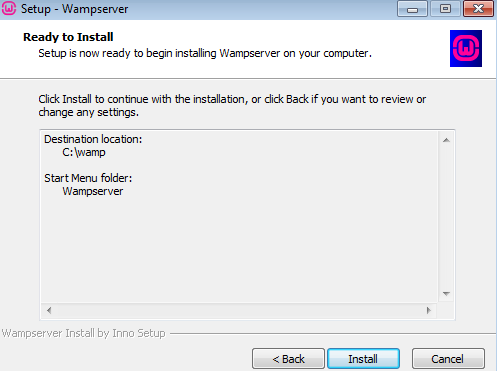 Setup - Wampserver
Ready to Install
Setup is now ready to begin installing Wampserver on your computer.
Click Install to continue with the installation, or click Back if you want to review or
change any settings.
Destination location:
C:\wamp
Start Menu folder:
Wampserver
Wampserver Install by Inno Setup
< Back
Install
Cancel